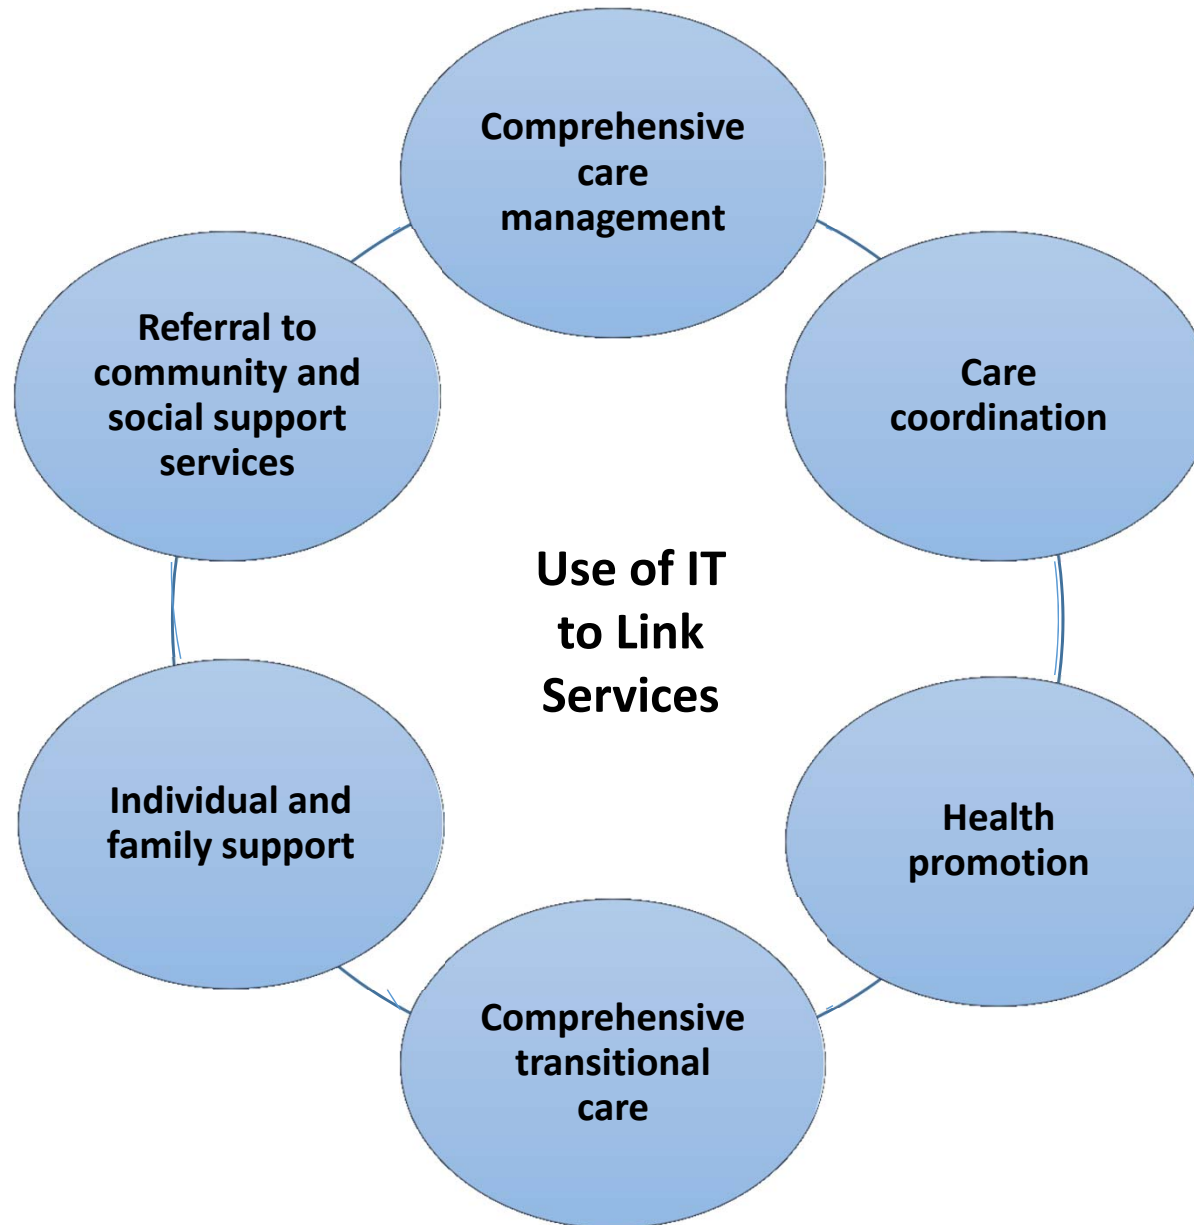 Comprehensive
care
management
Referral to
community and
social support
services
Care
coordination
Use of IT
to Link
Services
Individual and
family support
Health
promotion
Comprehensive
transitional
care